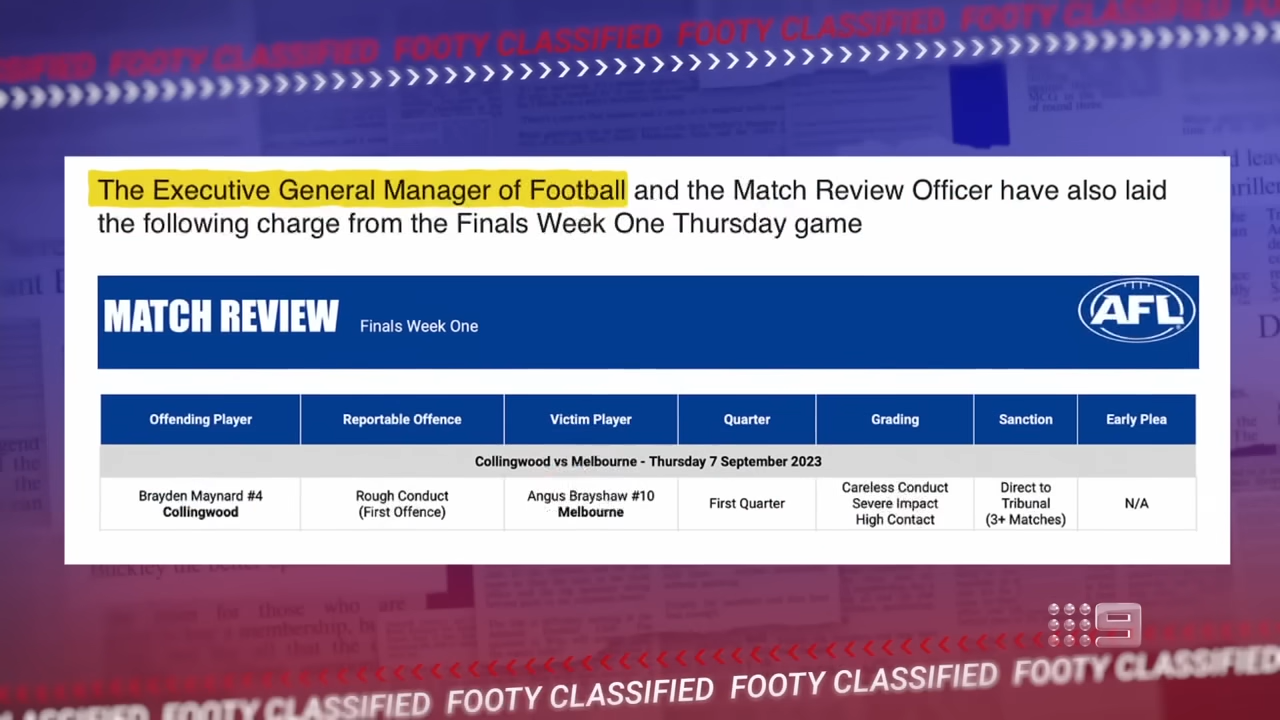 FOOTY CLASSIFIED FOOTY CLASSIFIED FOOTY CLASSIFIED
The Executive General Manager of Football and the Match Review Officer have also laid
the following charge from the Finals Week One Thursday game
MATCH REVIEW Finals Week One AFL
Offending Player Reportable Offence Victim Player Quarter Grading Sanction Early Plea
Collingwood vs Melbourne - Thursday 7 September 2023
Brayden Maynard #4
Collingwood
Rough Conduct
(First Offence)
Angus Brayshaw #10
Melbourne
First Quarter
Careless Conduct
Severe Impact
High Contact
Direct to
Tribunal
(3+ Matches)
N/A
9
FOOTY CLASSIFIED FOOTY CLASSIFIED FOOTY CLASSIFIED